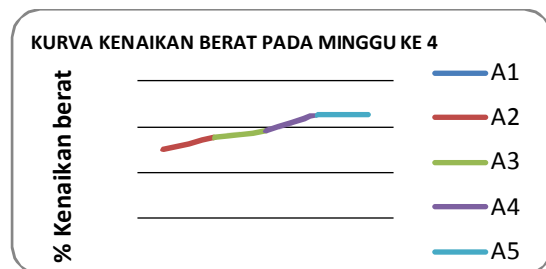 KURVA KENAIKAN BERAT PADA MINGGU KE 4
% Kenaikan berat
A1
A2
A3
A4
A5